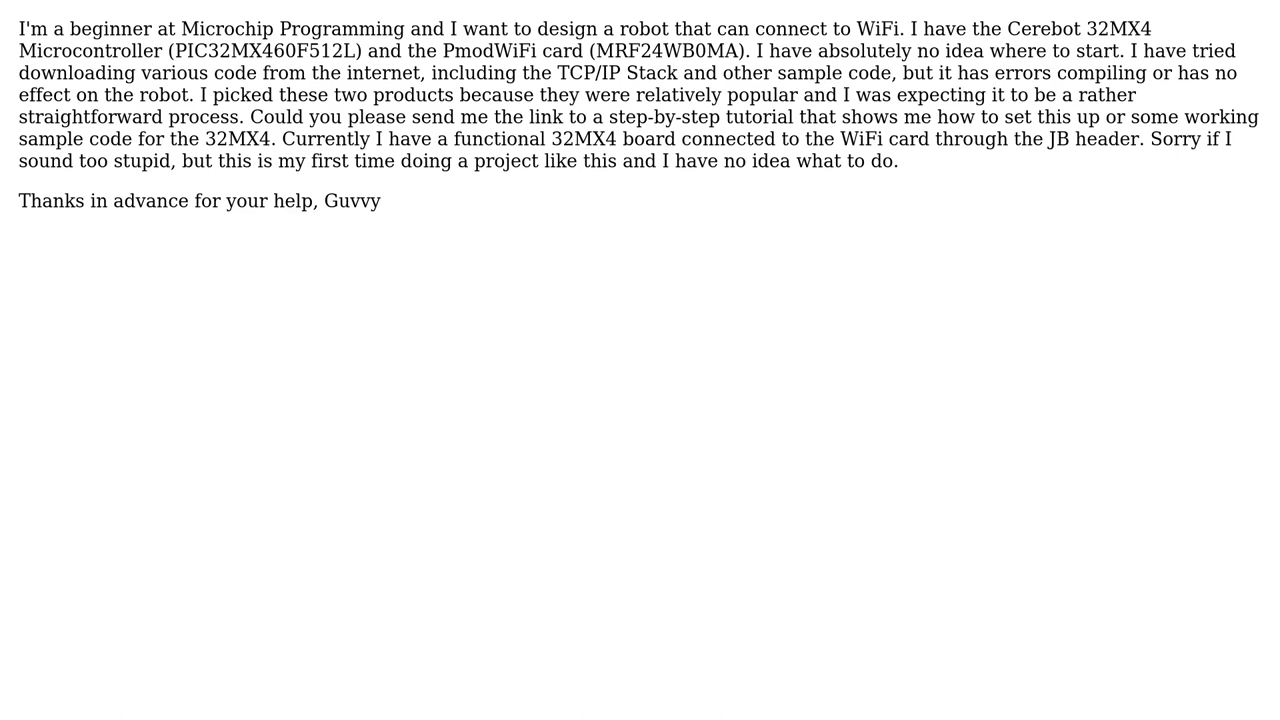 I'm a beginner at Microchip Programming and I want to design a robot that can connect to WiFi. I have the Cerebot 32MX4
Microcontroller (PIC32MX460F512L) and the PmodWiFi card (MRF24WB0MA). I have absolutely no idea where to start. I have tried
downloading various code from the internet, including the TCP/IP Stack and other sample code, but it has errors compiling or has no
effect on the robot. I picked these two products because they were relatively popular and I was expecting it to be a rather
straightforward process. Could you please send me the link to a step-by-step tutorial that shows me how to set this up or some working
sample code for the 32MX4. Currently I have a functional 32MX4 board connected to the WiFi card through the JB header. Sorry if I
sound too stupid, but this is my first time doing a project like this and I have no idea what to do.
Thanks in advance for your help, Guvvy